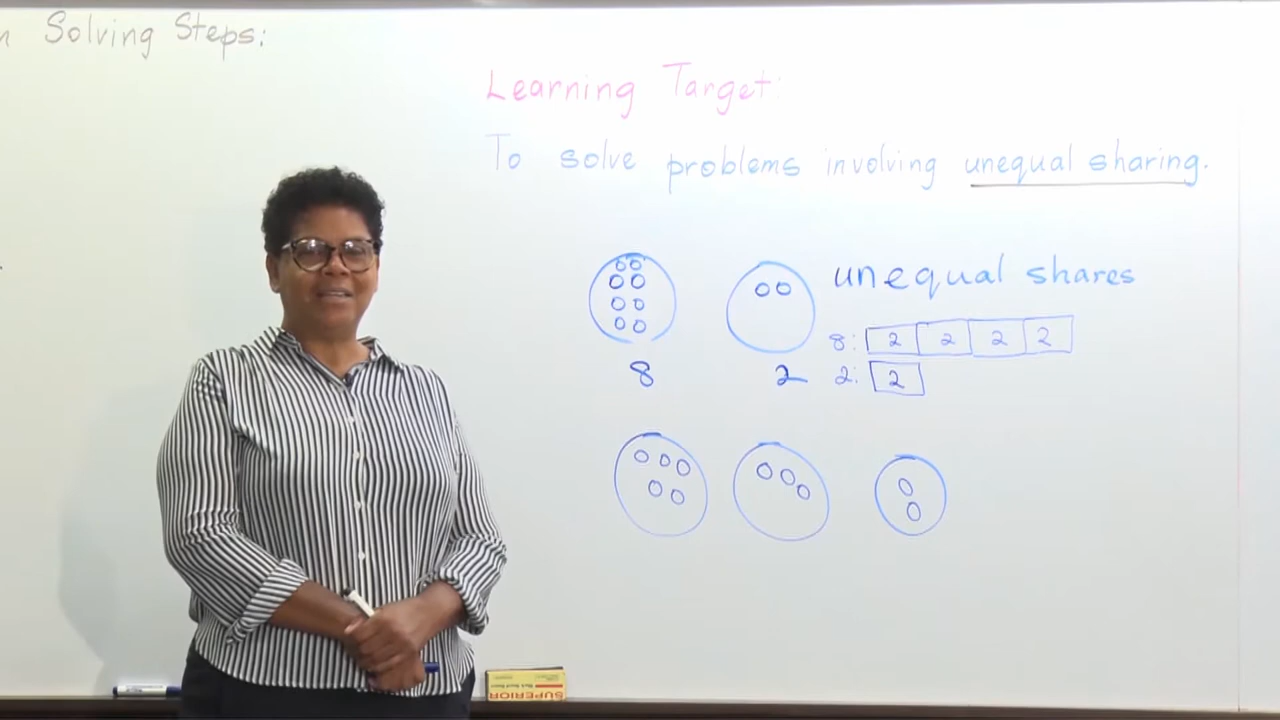 Solving Steps:
Learning Target:
To solve problems involving unequal sharing.
unequal shares
8: 2 2 2 2
8 2 2: 2
SUPERIOR